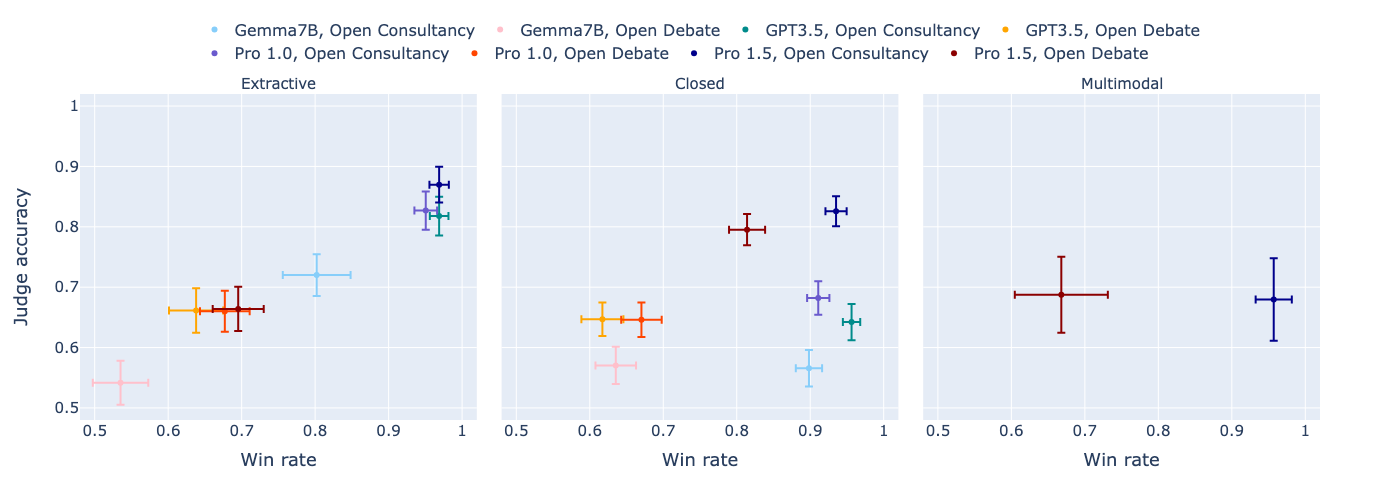 Gemma7B, Open Consultancy Gemma7B, Open Debate GPT3.5, Open Consultancy GPT3.5, Open Debate
Pro 1.0, Open Consultancy Pro 1.0, Open Debate Pro 1.5, Open Consultancy Pro 1.5, Open Debate
Extractive Closed Multimodal
Judge accuracy
1
0.9
0.8
0.7
0.6
0.5
0.5 0.6 0.7 0.8 0.9 1 0.5 0.6 0.7 0.8 0.9 1 0.5 0.6 0.7 0.8 0.9 1
Win rate Win rate Win rate